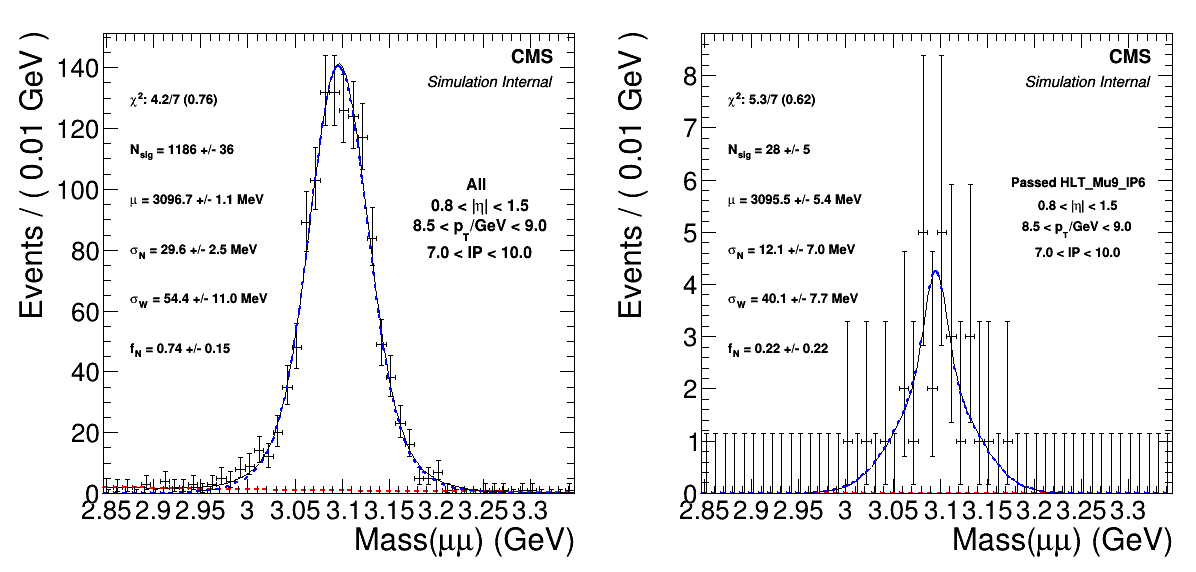 CMS
Simulation Internal
χ²: 4.2/7 (0.76)
N_sig = 1186 +/- 36
μ = 3096.7 +/- 1.1 MeV
σ_N = 29.6 +/- 2.5 MeV
σ_W = 54.4 +/- 11.0 MeV
f_N = 0.74 +/- 0.15
All
0.8 < |η| < 1.5
8.5 < p_T/GeV < 9.0
7.0 < IP < 10.0
Events / ( 0.01 GeV )
140
120
100
80
60
40
20
0
2.85 2.9 2.95 3 3.05 3.1 3.15 3.2 3.25 3.3
Mass(μμ) (GeV)
CMS
Simulation Internal
χ²: 5.3/7 (0.62)
N_sig = 28 +/- 5
μ = 3095.5 +/- 5.4 MeV
σ_N = 12.1 +/- 7.0 MeV
σ_W = 40.1 +/- 7.7 MeV
f_N = 0.22 +/- 0.22
Passed HLT_Mu9_IP6
0.8 < |η| < 1.5
8.5 < p_T/GeV < 9.0
7.0 < IP < 10.0
Events / ( 0.01 GeV )
8
7
6
5
4
3
2
1
0
2.85 2.9 2.95 3 3.05 3.1 3.15 3.2 3.25 3.3
Mass(μμ) (GeV)